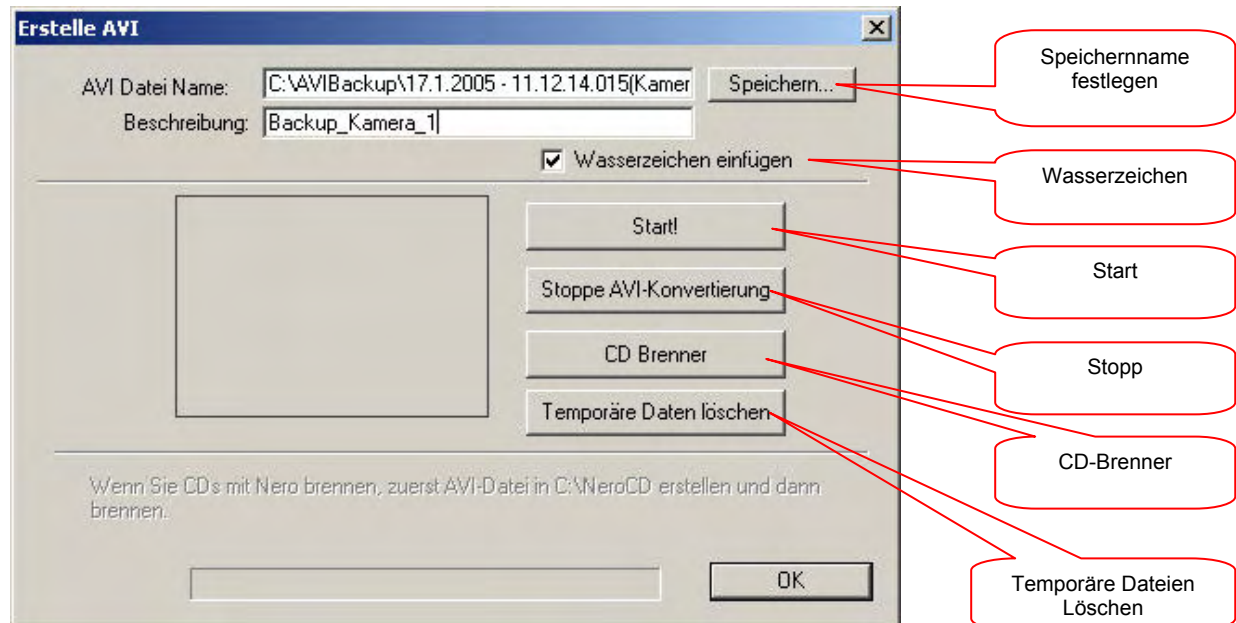 Erstelle AVI
AVI Datei Name:
C:\AVIBackup\17.1.2005 - 11.12.14.015(Kamer
Speichern...
Beschreibung:
Backup_Kamera_1
Wasserzeichen einfügen
Start!
Stoppe AVI-Konvertierung
CD Brenner
Temporäre Daten löschen
Wenn Sie CDs mit Nero brennen, zuerst AVI-Datei in C:\NeroCD erstellen und dann
brennen.
OK
Speichernname
festlegen
Wasserzeichen
Start
Stopp
CD-Brenner
Temporäre Dateien
Löschen